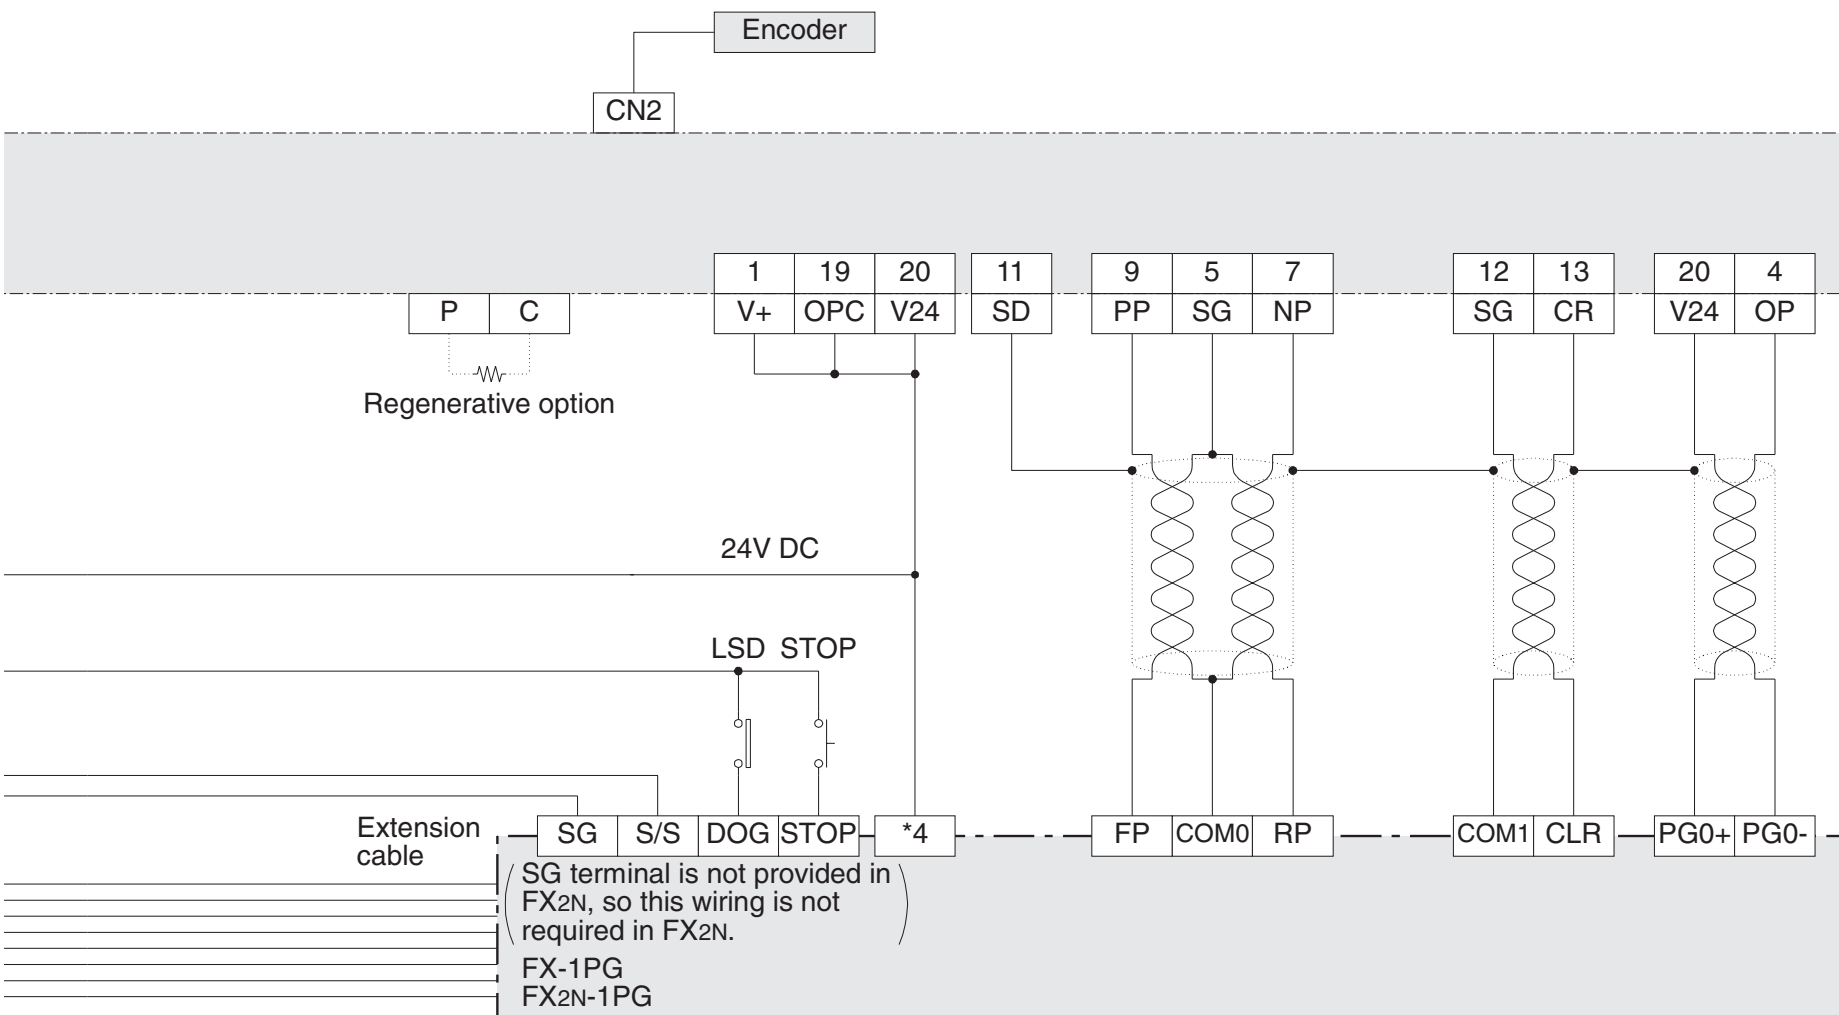 Encoder
CN2
1 19 20 11 9 5 7 12 13 20 4
P C V+ OPC V24 SD PP SG NP SG CR V24 OP
Regenerative option
24V DC
LSD STOP
Extension
cable
SG S/S DOG STOP *4 FP COM0 RP COM1 CLR PG0+ PG0-
(SG terminal is not provided in
FX2N, so this wiring is not
required in FX2N.)
FX-1PG
FX2N-1PG